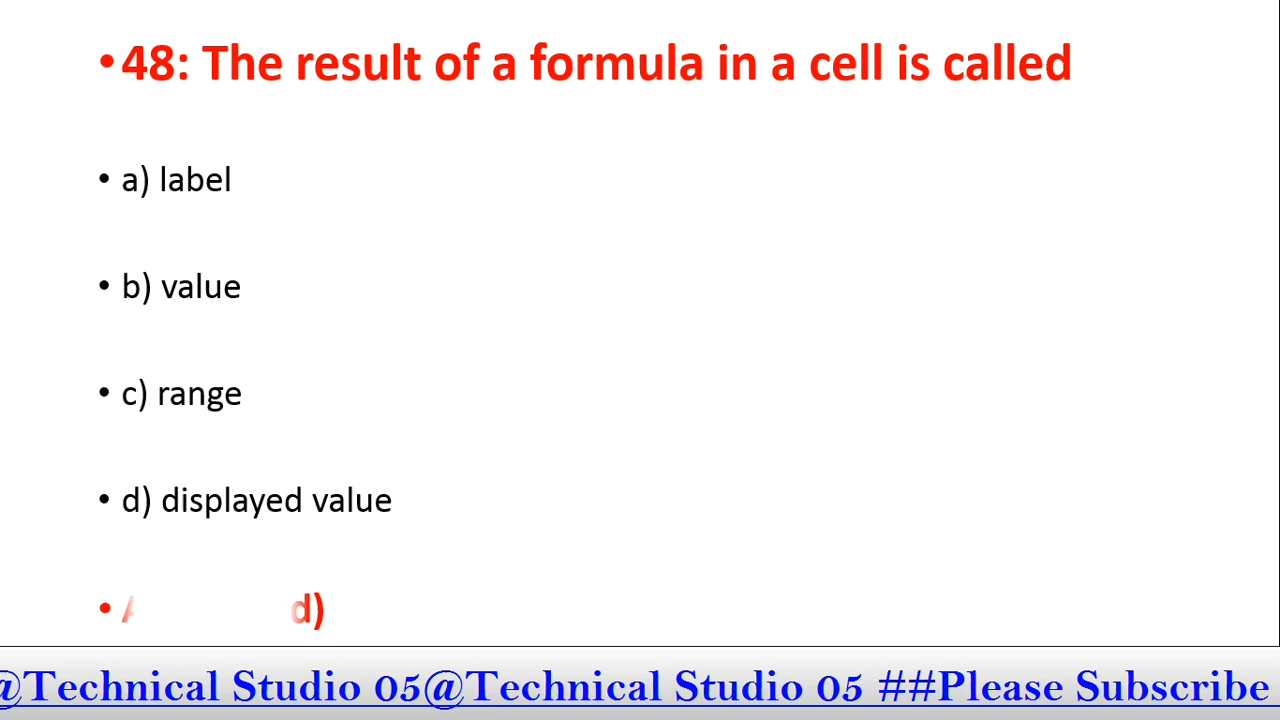 •48: The result of a formula in a cell is called
• a) label
• b) value
• c) range
• d) displayed value
• d)
@Technical Studio 05@Technical Studio 05 ##Please Subscribe